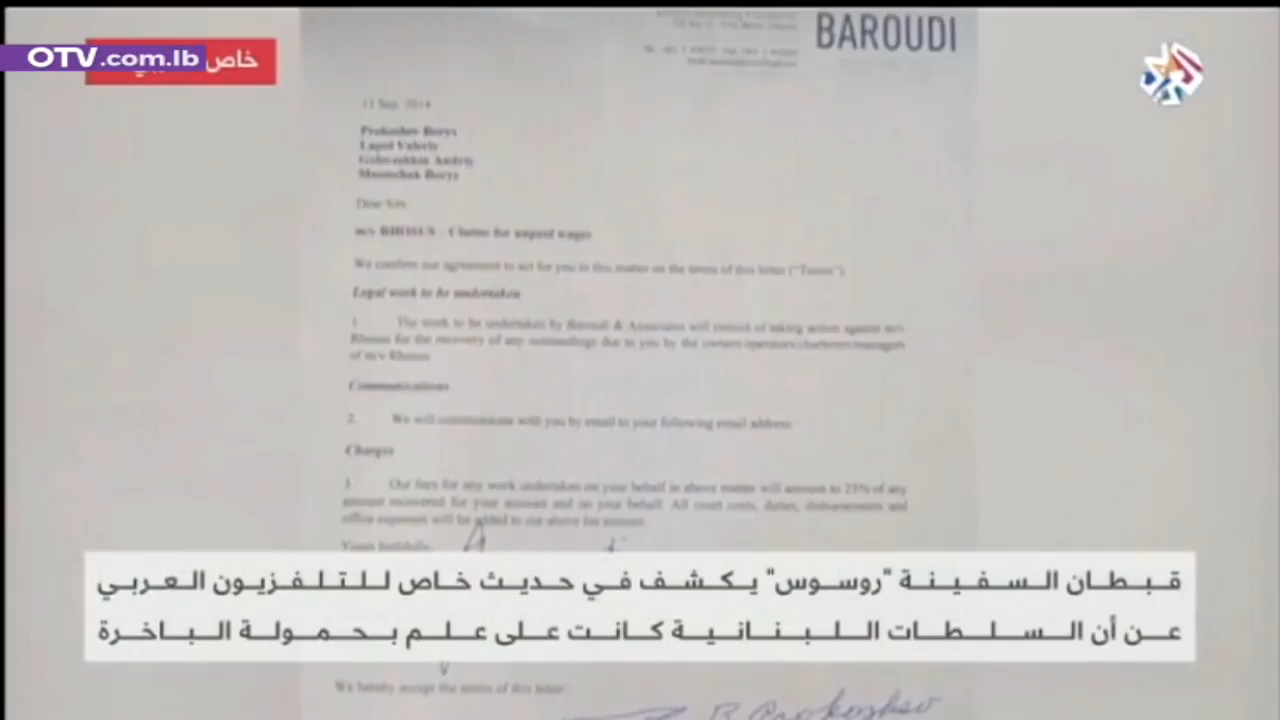 BAROUDI
OTV.com.lb
خاص
11 Sep. 2014
Prokoshev Borys
Lupol Valeriy
Andriy
Musinchak Borys
Dear Sirs
m/v RHOSUS - Claims for unpaid wages
We confirm our agreement to act for you in this matter on the terms of this letter ("Terms").
Legal work to be undertaken
1. The work to be undertaken by Baroudi & Associates will consist of taking action against m/v
Rhosus for the recovery of any outstandings due to you by the owners/operators/charterers/managers
of m/v Rhosus.
Communications
2. We will communicate with you by email to your following email address:
Charges
3. Our fees for any work undertaken on your behalf in above matter will amount to 25% of any
amount recovered for your account and on your behalf. All court costs, duties, disbursements and
office expenses will be added to our above fee amount.
Yours faithfully,
قبطان السفينة "روسوس" يكشف في حديث خاص للتلفزيون العربي
عن أن السلطات اللبنانية كانت على علم بحمولة الباخرة
We hereby accept the terms of this letter:
B. Prokoshev